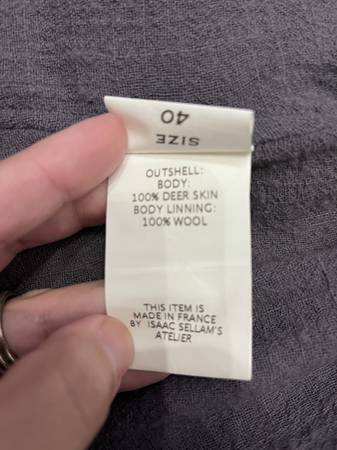 SIZE
40
OUTSHELL:
BODY:
100% DEER SKIN
BODY LINNING:
100% WOOL
THIS ITEM IS
MADE IN FRANCE
BY ISAAC SELLAM'S
ATELIER